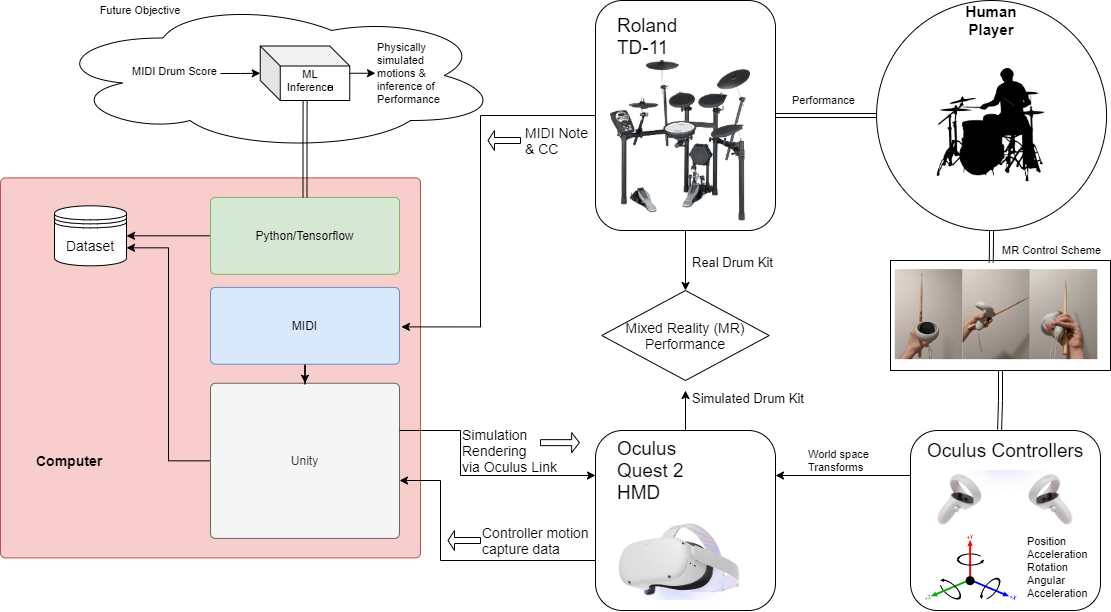 Future Objective
MIDI Drum Score
ML
Inference
Physically
simulated
motions &
inference of
Performance
Roland
TD-11
Performance
Human
Player
MIDI Note
& CC
Dataset
Python/Tensorflow
MIDI
Unity
Computer
Real Drum Kit
Mixed Reality (MR)
Performance
Simulated Drum Kit
MR Control Scheme
Simulation
Rendering
via Oculus Link
Controller motion
capture data
Oculus
Quest 2
HMD
World space
Transforms
Oculus Controllers
+Y
+Z
+X
Position
Acceleration
Rotation
Angular
Acceleration